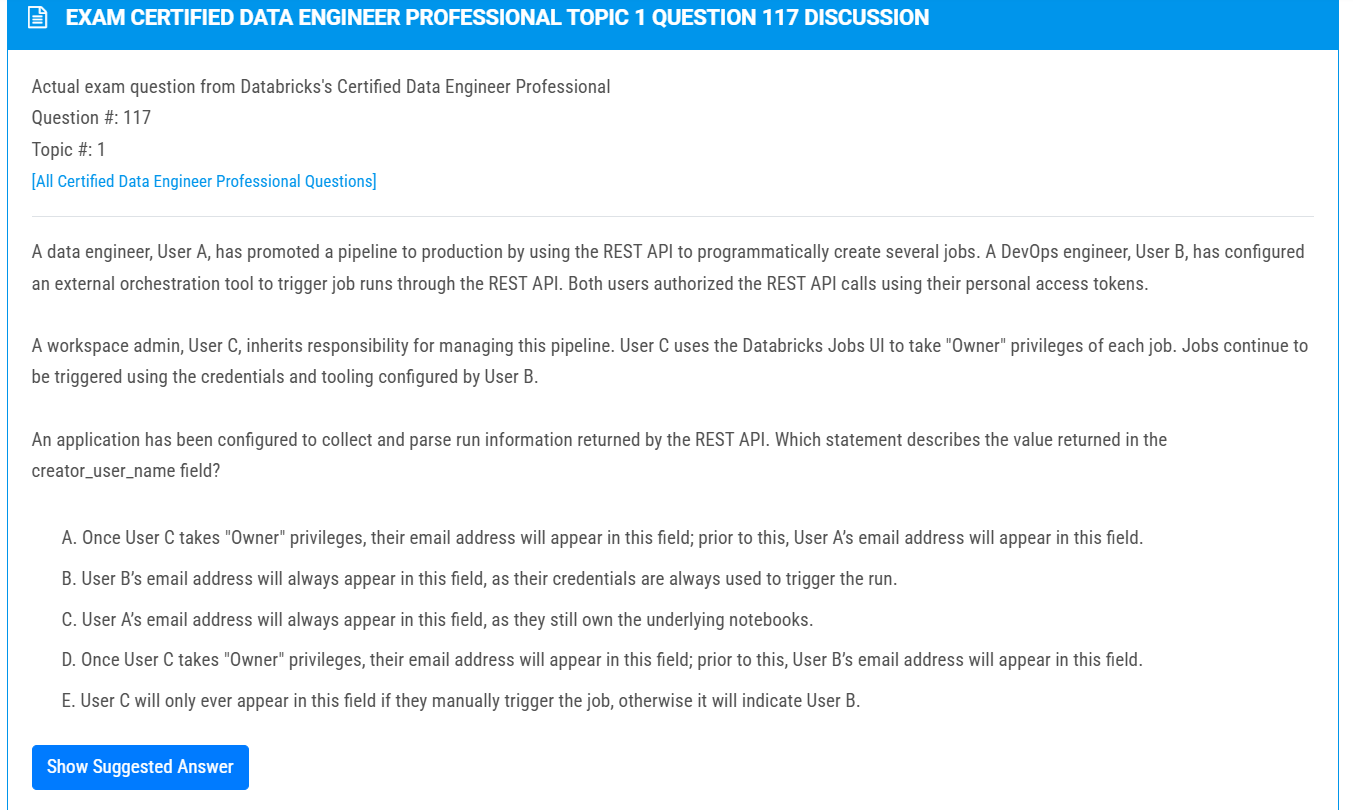 EXAM CERTIFIED DATA ENGINEER PROFESSIONAL TOPIC 1 QUESTION 117 DISCUSSION
Actual exam question from Databricks's Certified Data Engineer Professional
Question #: 117
Topic #: 1
[All Certified Data Engineer Professional Questions]
A data engineer, User A, has promoted a pipeline to production by using the REST API to programmatically create several jobs. A DevOps engineer, User B, has configured
an external orchestration tool to trigger job runs through the REST API. Both users authorized the REST API calls using their personal access tokens.
A workspace admin, User C, inherits responsibility for managing this pipeline. User C uses the Databricks Jobs UI to take "Owner" privileges of each job. Jobs continue to
be triggered using the credentials and tooling configured by User B.
An application has been configured to collect and parse run information returned by the REST API. Which statement describes the value returned in the
creator_user_name field?
A. Once User C takes "Owner" privileges, their email address will appear in this field; prior to this, User A’s email address will appear in this field.
B. User B’s email address will always appear in this field, as their credentials are always used to trigger the run.
C. User A’s email address will always appear in this field, as they still own the underlying notebooks.
D. Once User C takes "Owner" privileges, their email address will appear in this field; prior to this, User B’s email address will appear in this field.
E. User C will only ever appear in this field if they manually trigger the job, otherwise it will indicate User B.
Show Suggested Answer